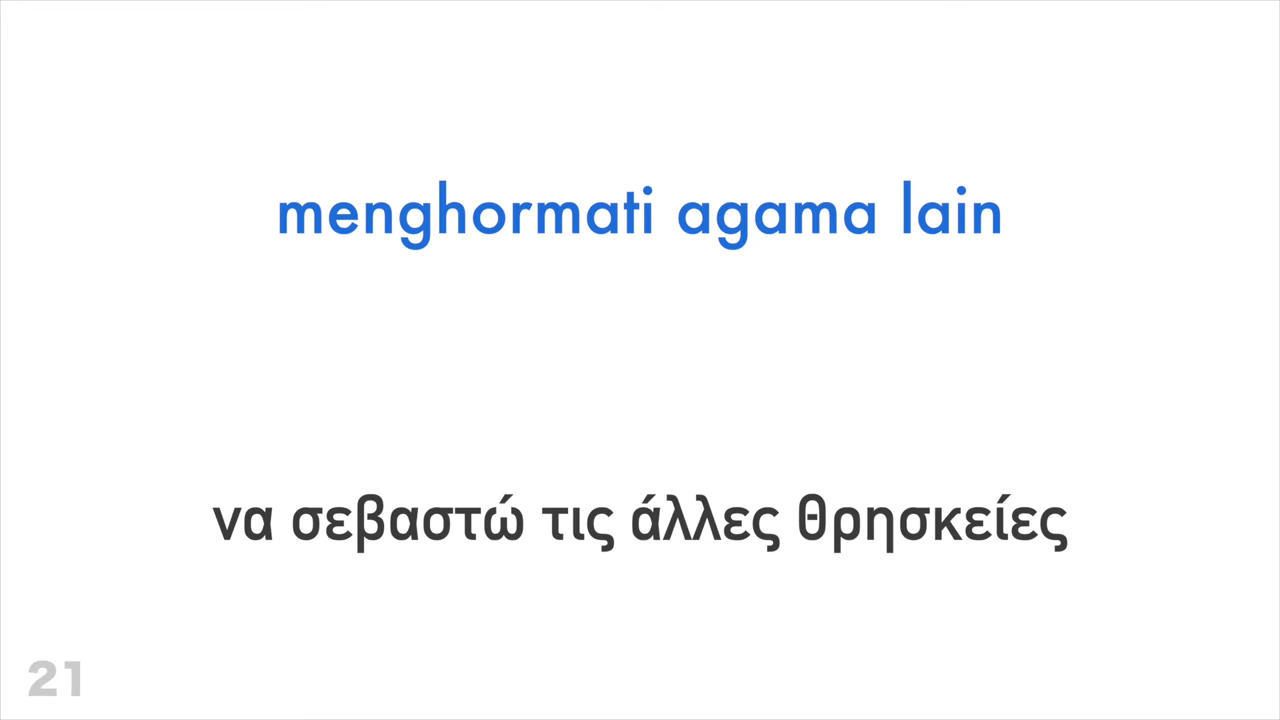 menghormati agama lain
να σεβαστώ τις άλλες θρησκείες
21